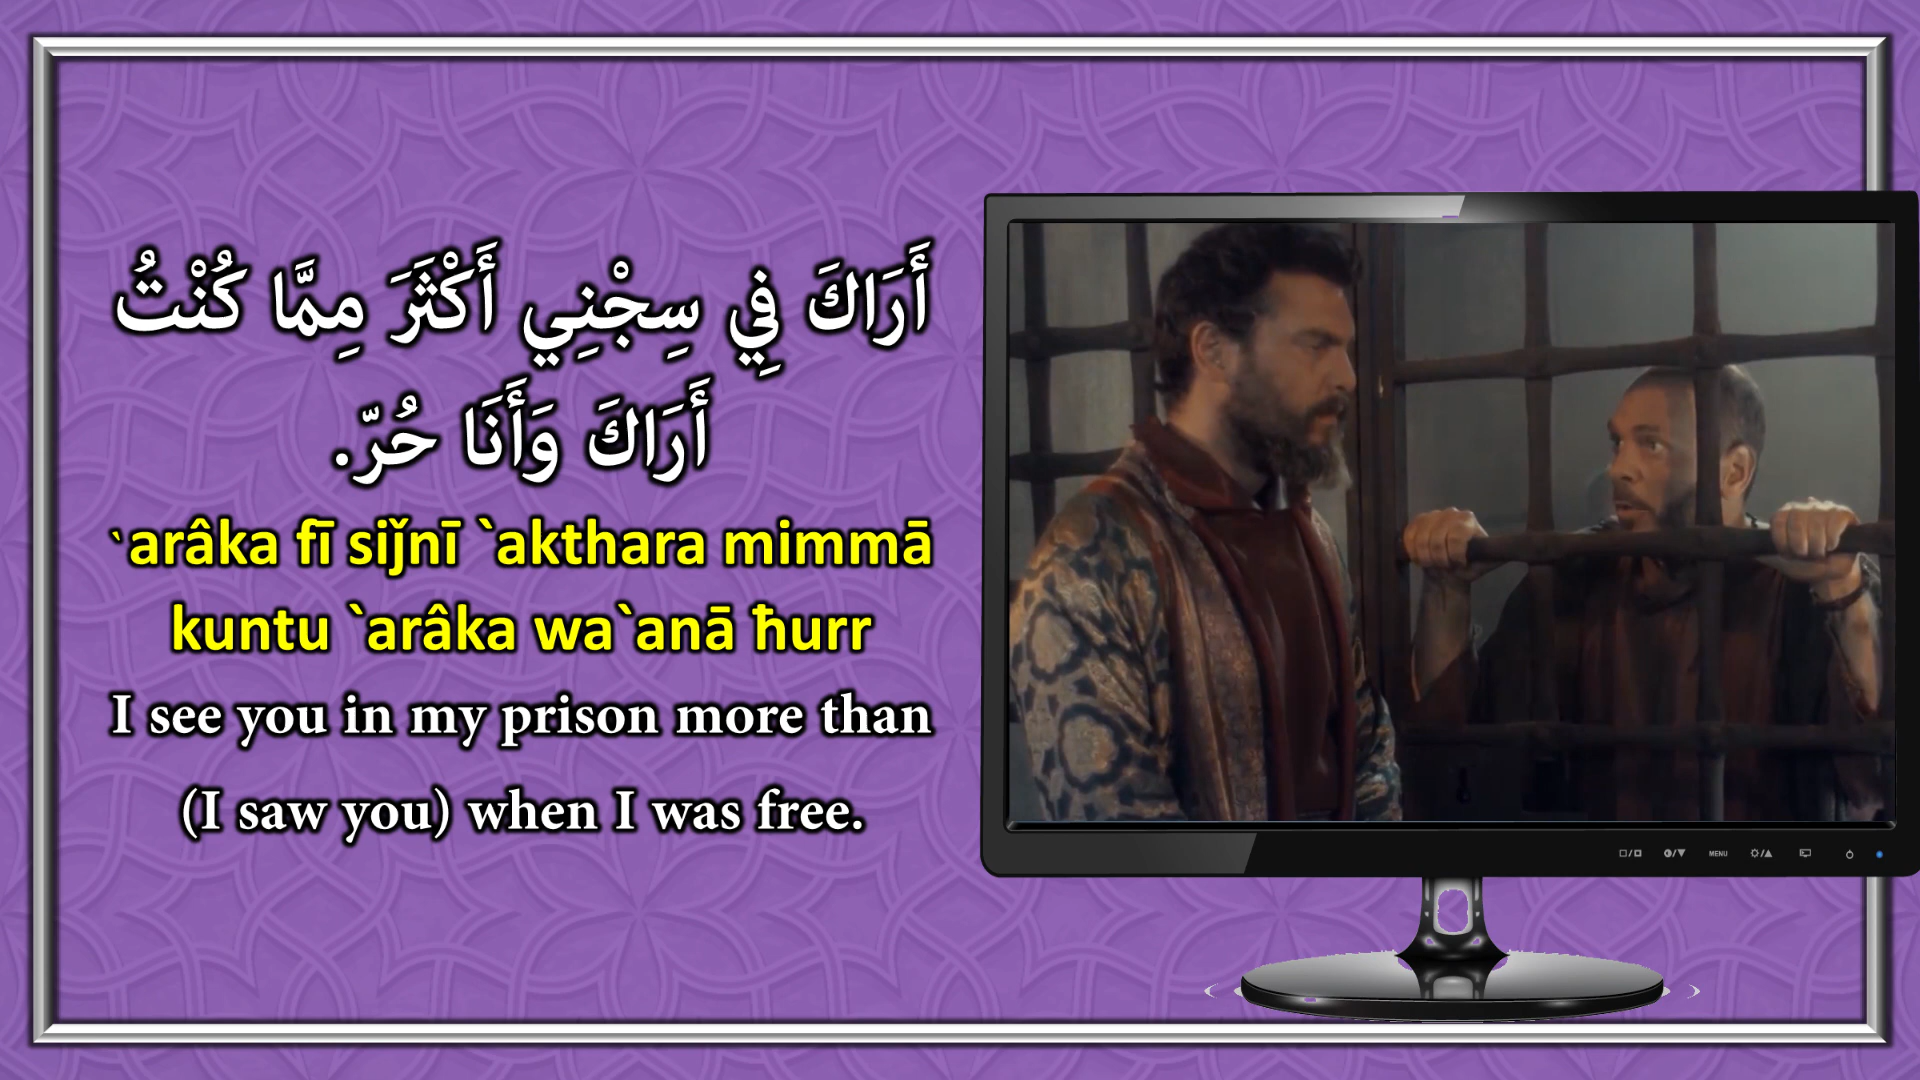 أَرَاكَ فِي سِجْنِي أَكْثَرَ مِمَّا كُنْتُ
أَرَاكَ وَأَنَا حُرّ.
`arâka fī siǰnī `akthara mimmā
kuntu `arâka wa`anā ħurr
I see you in my prison more than
(I saw you) when I was free.
MENU